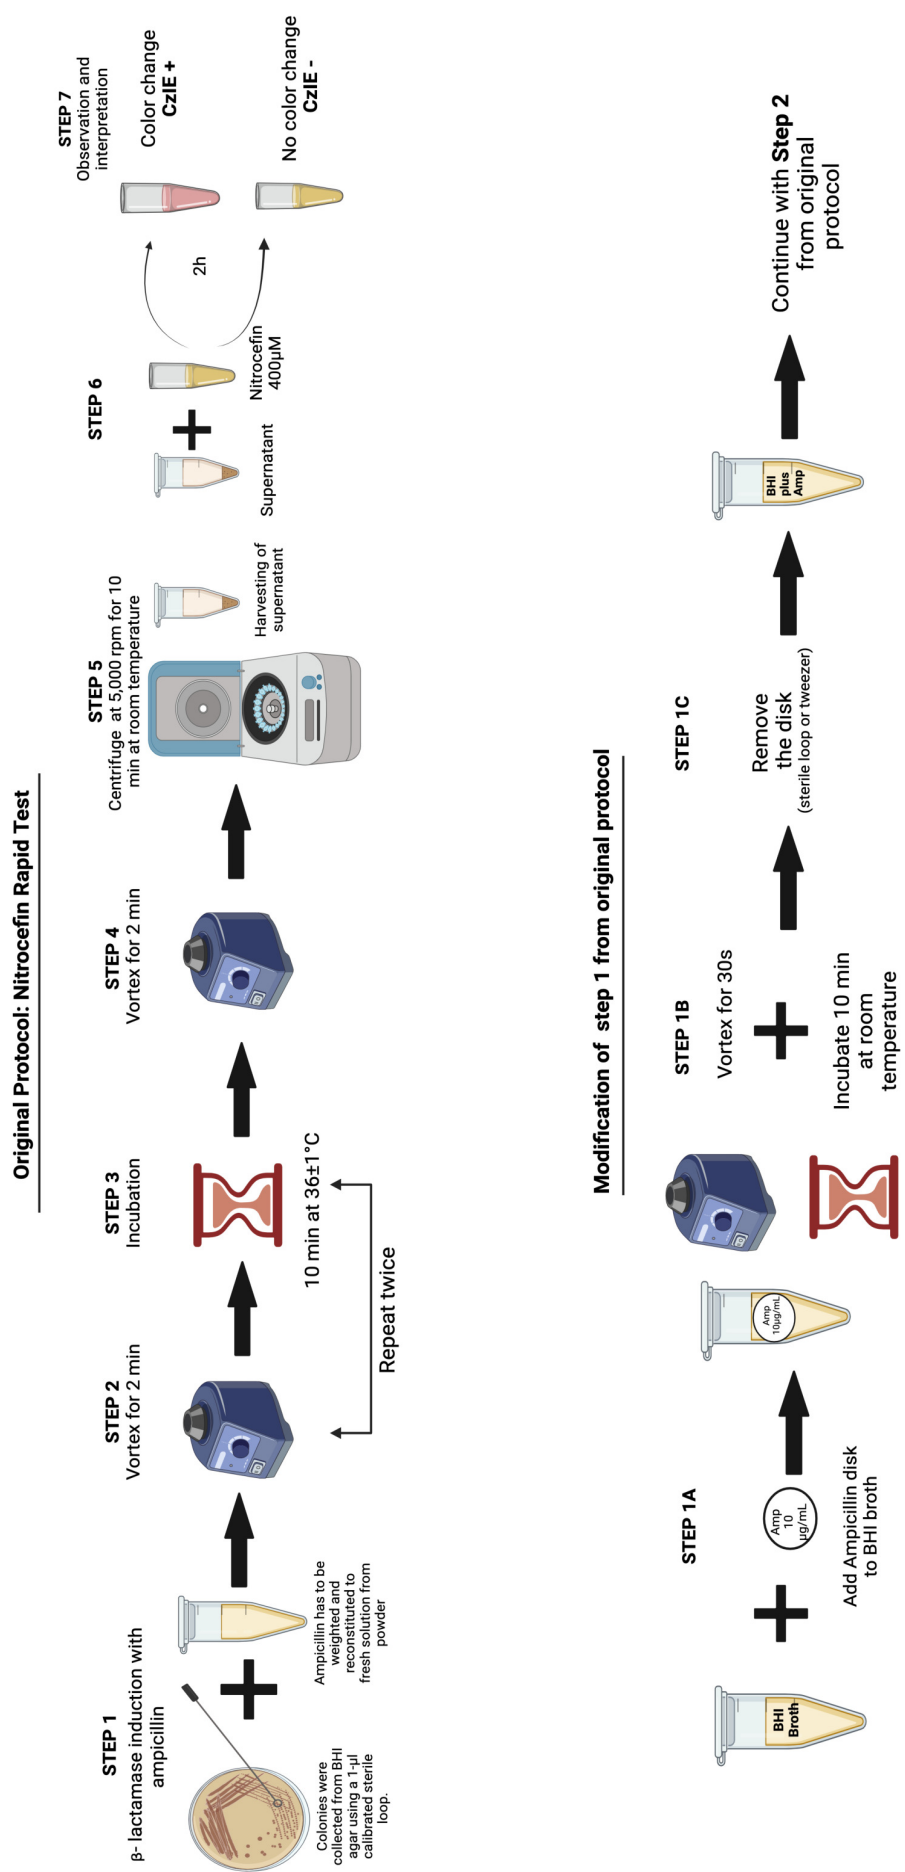 Original Protocol: Nitrocefin Rapid Test
STEP 1
β- lactamase induction with
ampicillin
Colonies were
collected from BHI
agar using a 1-μl
calibrated sterile
loop.
Ampicillin has to be
weighted and
reconstituted to
fresh solution from
powder
STEP 2
Vortex for 2 min
STEP 3
Incubation
10 min at 36±1°C
Repeat twice
STEP 4
Vortex for 2 min
STEP 5
Centrifuge at 5,000 rpm for 10
min at room temperature
Harvesting of
supernatant
STEP 6
Supernatant
Nitrocefin
400μM
2h
STEP 7
Observation and
interpretation
Color change
CzIE +
No color change
CzIE -
Modification of step 1 from original protocol
BHI
Broth
STEP 1A
Amp
10
μg/mL
Add Ampicillin disk
to BHI broth
Amp
10μg/mL
STEP 1B
Vortex for 30s
Incubate 10 min
at room
temperature
STEP 1C
Remove
the disk
(sterile loop or tweezer)
BHI
plus
Amp
Continue with Step 2
from original
protocol